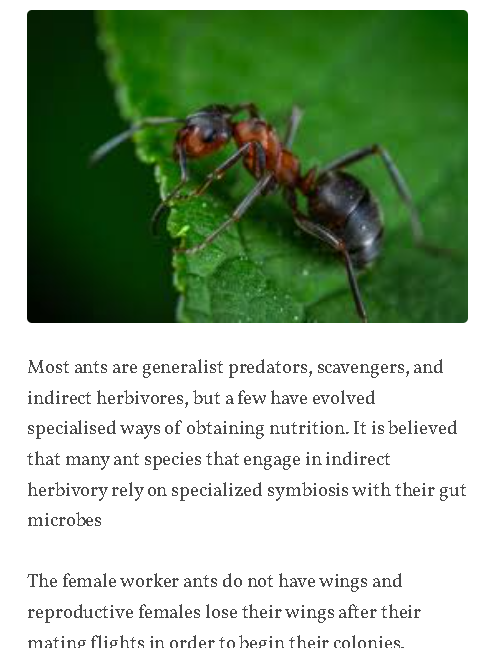 Most ants are generalist predators, scavengers, and
indirect herbivores, but a few have evolved
specialised ways of obtaining nutrition. It is believed
that many ant species that engage in indirect
herbivory rely on specialized symbiosis with their gut
microbes
The female worker ants do not have wings and
reproductive females lose their wings after their
mating flights in order to begin their colonies.